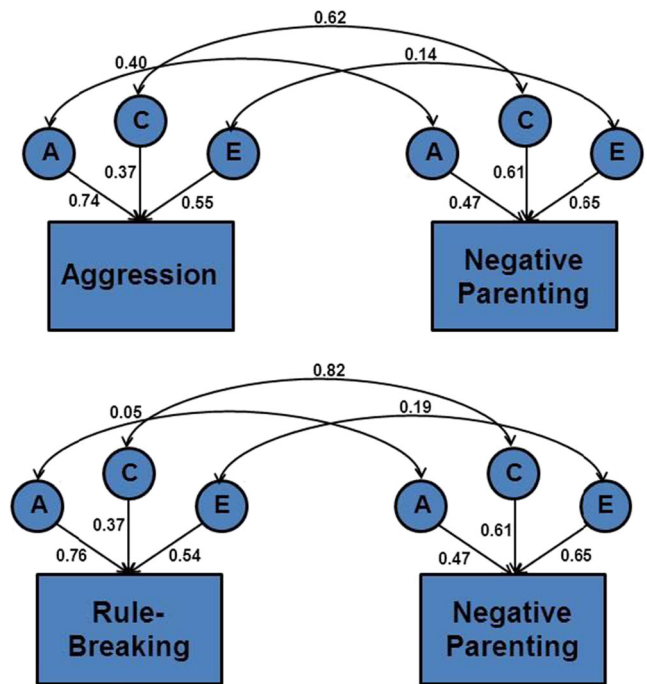 0.62
0.40
0.14
C
C
A
E
A
E
0.37
0.61
0.74
0.55
0.47
0.65
Aggression
Negative
Parenting
0.82
0.05
0.19
C
C
A
E
A
E
0.37
0.61
0.76
0.54
0.47
0.65
Rule-
Breaking
Negative
Parenting